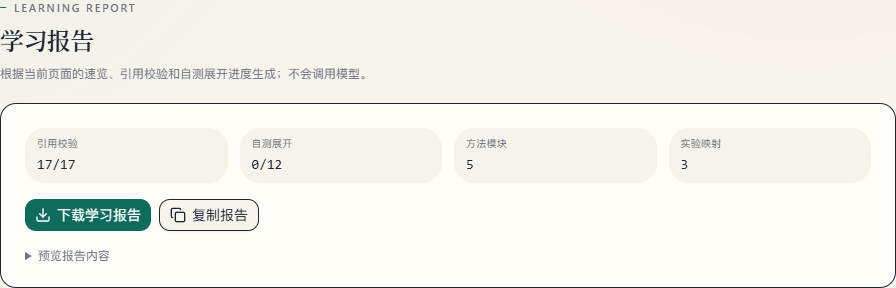 LEARNING REPORT
学习报告
根据当前页面的速览、引用校验和自测展开进度生成；不会调用模型。
引用校验
17/17
自测展开
0/12
方法模块
5
实验映射
3
下载学习报告
复制报告
预览报告内容